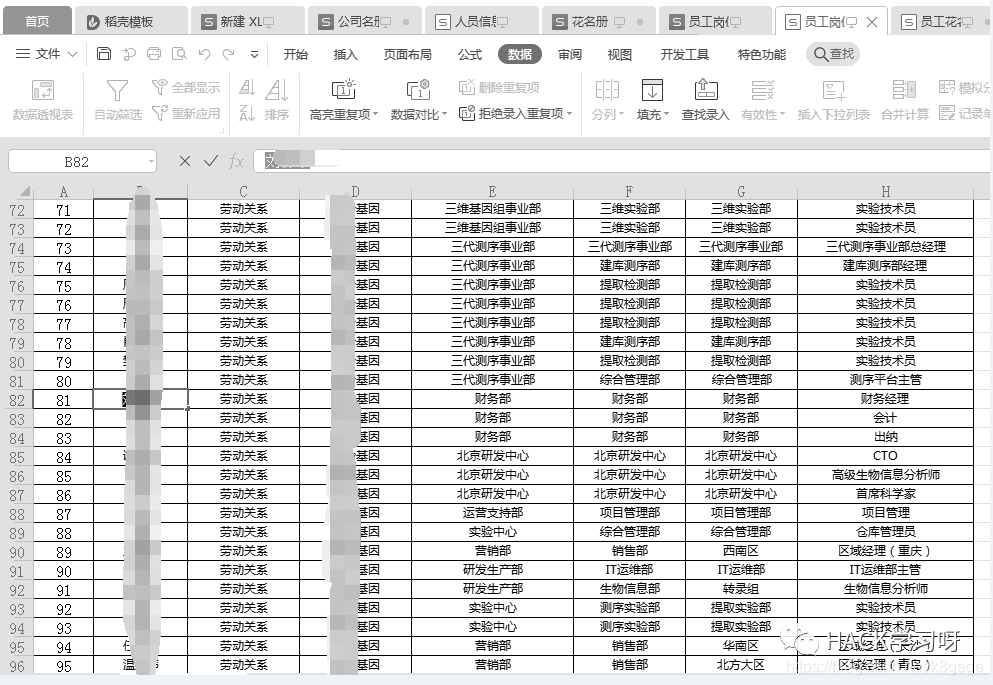 首页 稻壳模板 新建 XL 公司名册 人员信息 花名册 员工岗位 员工岗位 员工花名
文件 开始 插入 页面布局 公式 数据 审阅 视图 开发工具 特色功能 查找
全部显示 删除重复项 模拟分
数据透视表 自动筛选 重新应用 排序 高亮重复项 数据对比 拒绝录入重复项 分列 填充 查找录入 有效性 插入下拉列表 合并计算 记录单
B82 fx
A C D E F G H
72 71 劳动关系 基因 三维基因组事业部 三维实验部 三维实验部 实验技术员
73 72 劳动关系 基因 三维基因组事业部 三维实验部 三维实验部 实验技术员
74 73 劳动关系 基因 三代测序事业部 三代测序事业部 三代测序事业部 三代测序事业部总经理
75 74 劳动关系 基因 三代测序事业部 建库测序部 建库测序部 建库测序部经理
76 75 劳动关系 基因 三代测序事业部 提取检测部 提取检测部 实验技术员
77 76 劳动关系 基因 三代测序事业部 提取检测部 提取检测部 实验技术员
78 77 劳动关系 基因 三代测序事业部 提取检测部 提取检测部 实验技术员
79 78 劳动关系 基因 三代测序事业部 建库测序部 建库测序部 实验技术员
80 79 劳动关系 基因 三代测序事业部 提取检测部 提取检测部 实验技术员
81 80 劳动关系 基因 三代测序事业部 综合管理部 综合管理部 测序平台主管
82 81 劳动关系 基因 财务部 财务部 财务部 财务经理
83 82 劳动关系 基因 财务部 财务部 财务部 会计
84 83 劳动关系 基因 财务部 财务部 财务部 出纳
85 84 劳动关系 基因 北京研发中心 北京研发中心 北京研发中心 CTO
86 85 劳动关系 基因 北京研发中心 北京研发中心 北京研发中心 高级生物信息分析师
87 86 劳动关系 基因 北京研发中心 北京研发中心 北京研发中心 首席科学家
88 87 劳动关系 基因 运营支持部 项目管理部 项目管理部 项目管理
89 88 劳动关系 基因 实验中心 综合管理部 综合管理部 仓库管理员
90 89 劳动关系 基因 营销部 销售部 西南区 区域经理（重庆）
91 90 劳动关系 基因 研发生产部 IT运维部 IT运维部 IT运维部主管
92 91 劳动关系 基因 研发生产部 生物信息部 转录组 生物信息分析师
93 92 劳动关系 基因 实验中心 测序实验部 提取实验部 实验技术员
94 93 劳动关系 基因 实验中心 测序实验部 提取实验部 实验技术员
95 94 劳动关系 基因 营销部 销售部 华南区
96 95 温 劳动关系 基因 营销部 销售部 北方大区 区域经理（青岛）
HACK学习呀